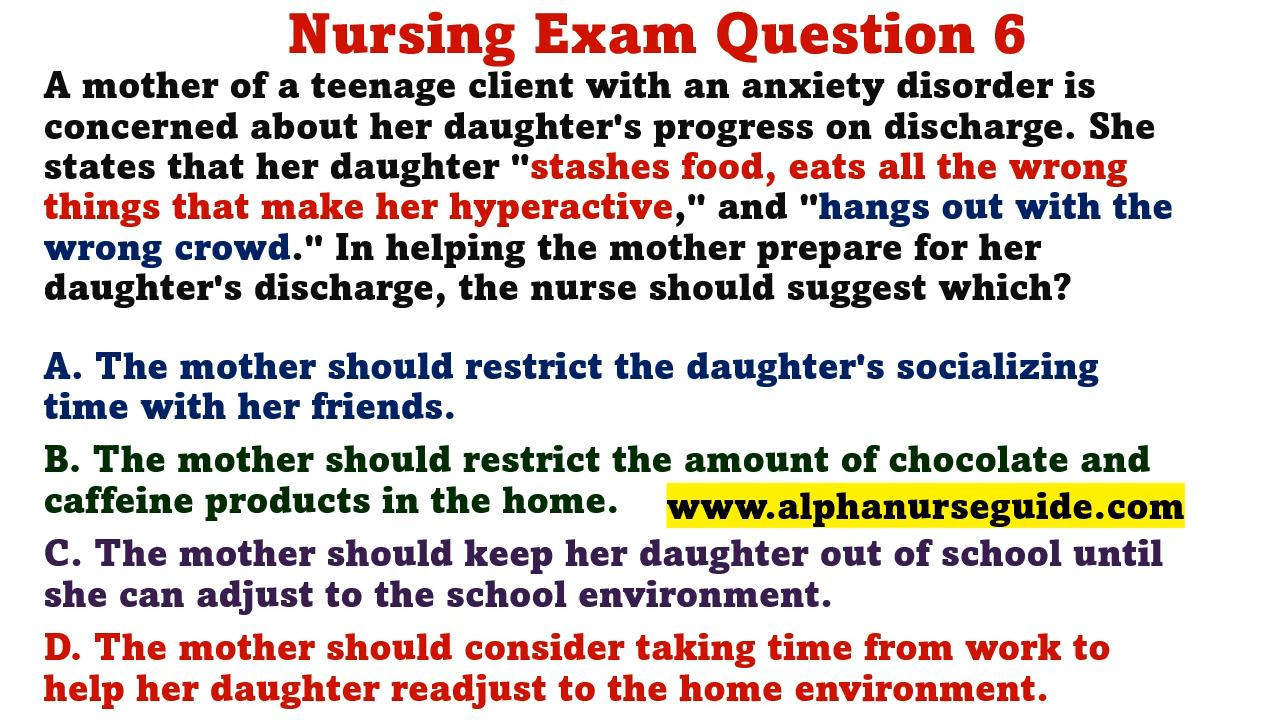 Nursing Exam Question 6
A mother of a teenage client with an anxiety disorder is
concerned about her daughter's progress on discharge. She
states that her daughter "stashes food, eats all the wrong
things that make her hyperactive," and "hangs out with the
wrong crowd." In helping the mother prepare for her
daughter's discharge, the nurse should suggest which?
A. The mother should restrict the daughter's socializing
time with her friends.
B. The mother should restrict the amount of chocolate and
caffeine products in the home.
www.alphanurseguide.com
C. The mother should keep her daughter out of school until
she can adjust to the school environment.
D. The mother should consider taking time from work to
help her daughter readjust to the home environment.